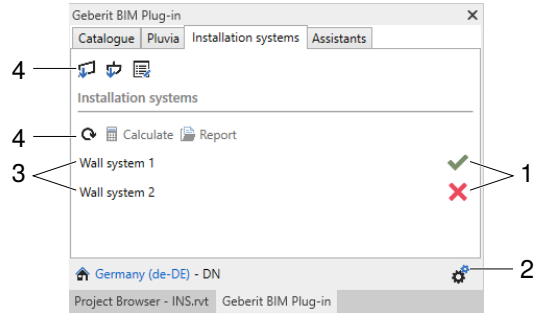 Geberit BIM Plug-in
Catalogue Pluvia Installation systems Assistants
4
Installation systems
4 Calculate Report
Wall system 1
3 1
Wall system 2
Germany (de-DE) - DN 2
Project Browser - INS.rvt Geberit BIM Plug-in